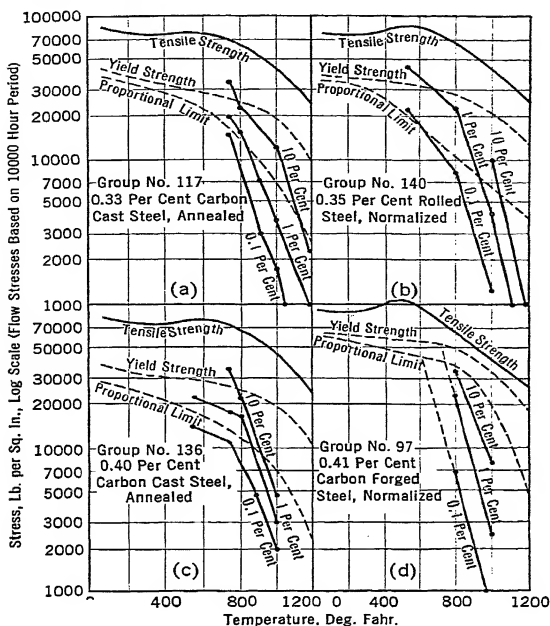 Stress, Lb. per Sq. In., Log Scale (Flow Stresses Based on 10000 Hour Period)
100000
70000
50000
30000
20000
10000
7000
5000
3000
2000
1000
70000
50000
30000
20000
10000
7000
5000
3000
2000
1000
Tensile Strength
Yield Strength
Proportional Limit
10 Per Cent
1 Per Cent
0.1 Per Cent
Group No. 117
0.33 Per Cent Carbon
Cast Steel, Annealed
(a)
Tensile Strength
Yield Strength
Proportional Limit
1 Per Cent
10 Per Cent
0.1 Per Cent
Group No. 140
0.35 Per Cent Rolled
Steel, Normalized
(b)
Tensile Strength
Yield Strength
Proportional Limit
10 Per Cent
1 Per Cent
0.1 Per Cent
Group No. 136
0.40 Per Cent
Carbon Cast Steel,
Annealed
(c)
Tensile Strength
Yield Strength
Proportional Limit
10 Per Cent
1 Per Cent
0.1 Per Cent
Group No. 97
0.41 Per Cent
Carbon Forged
Steel, Normalized
(d)
0 400 800 1200 0 400 800 1200
Temperature, Deg. Fahr.